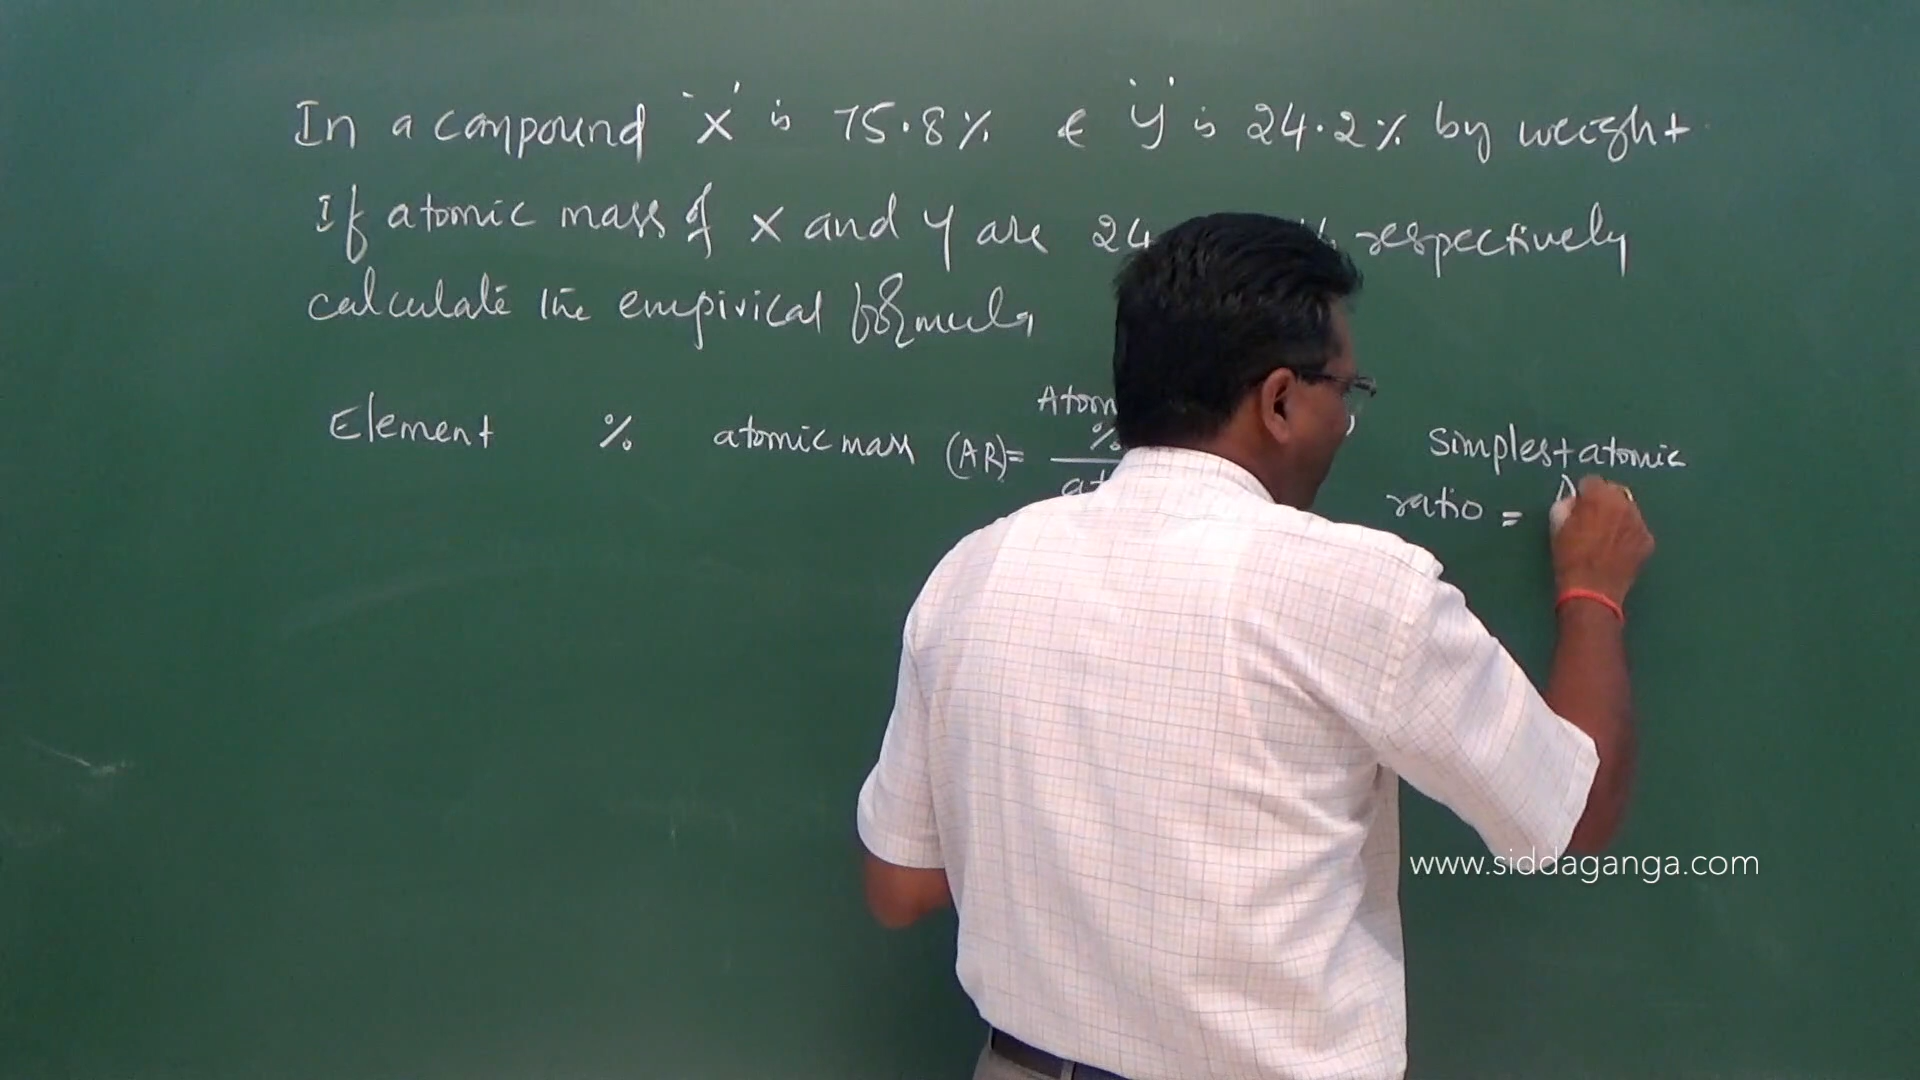 In a compound 'X' is 75.8% & 'Y' is 24.2% by weight.
If atomic mass of X and Y are 24 respectively
calculate the empirical formula
Element % atomic mass (AR)= % Simplest atomic
ratio =
www.siddaganga.com